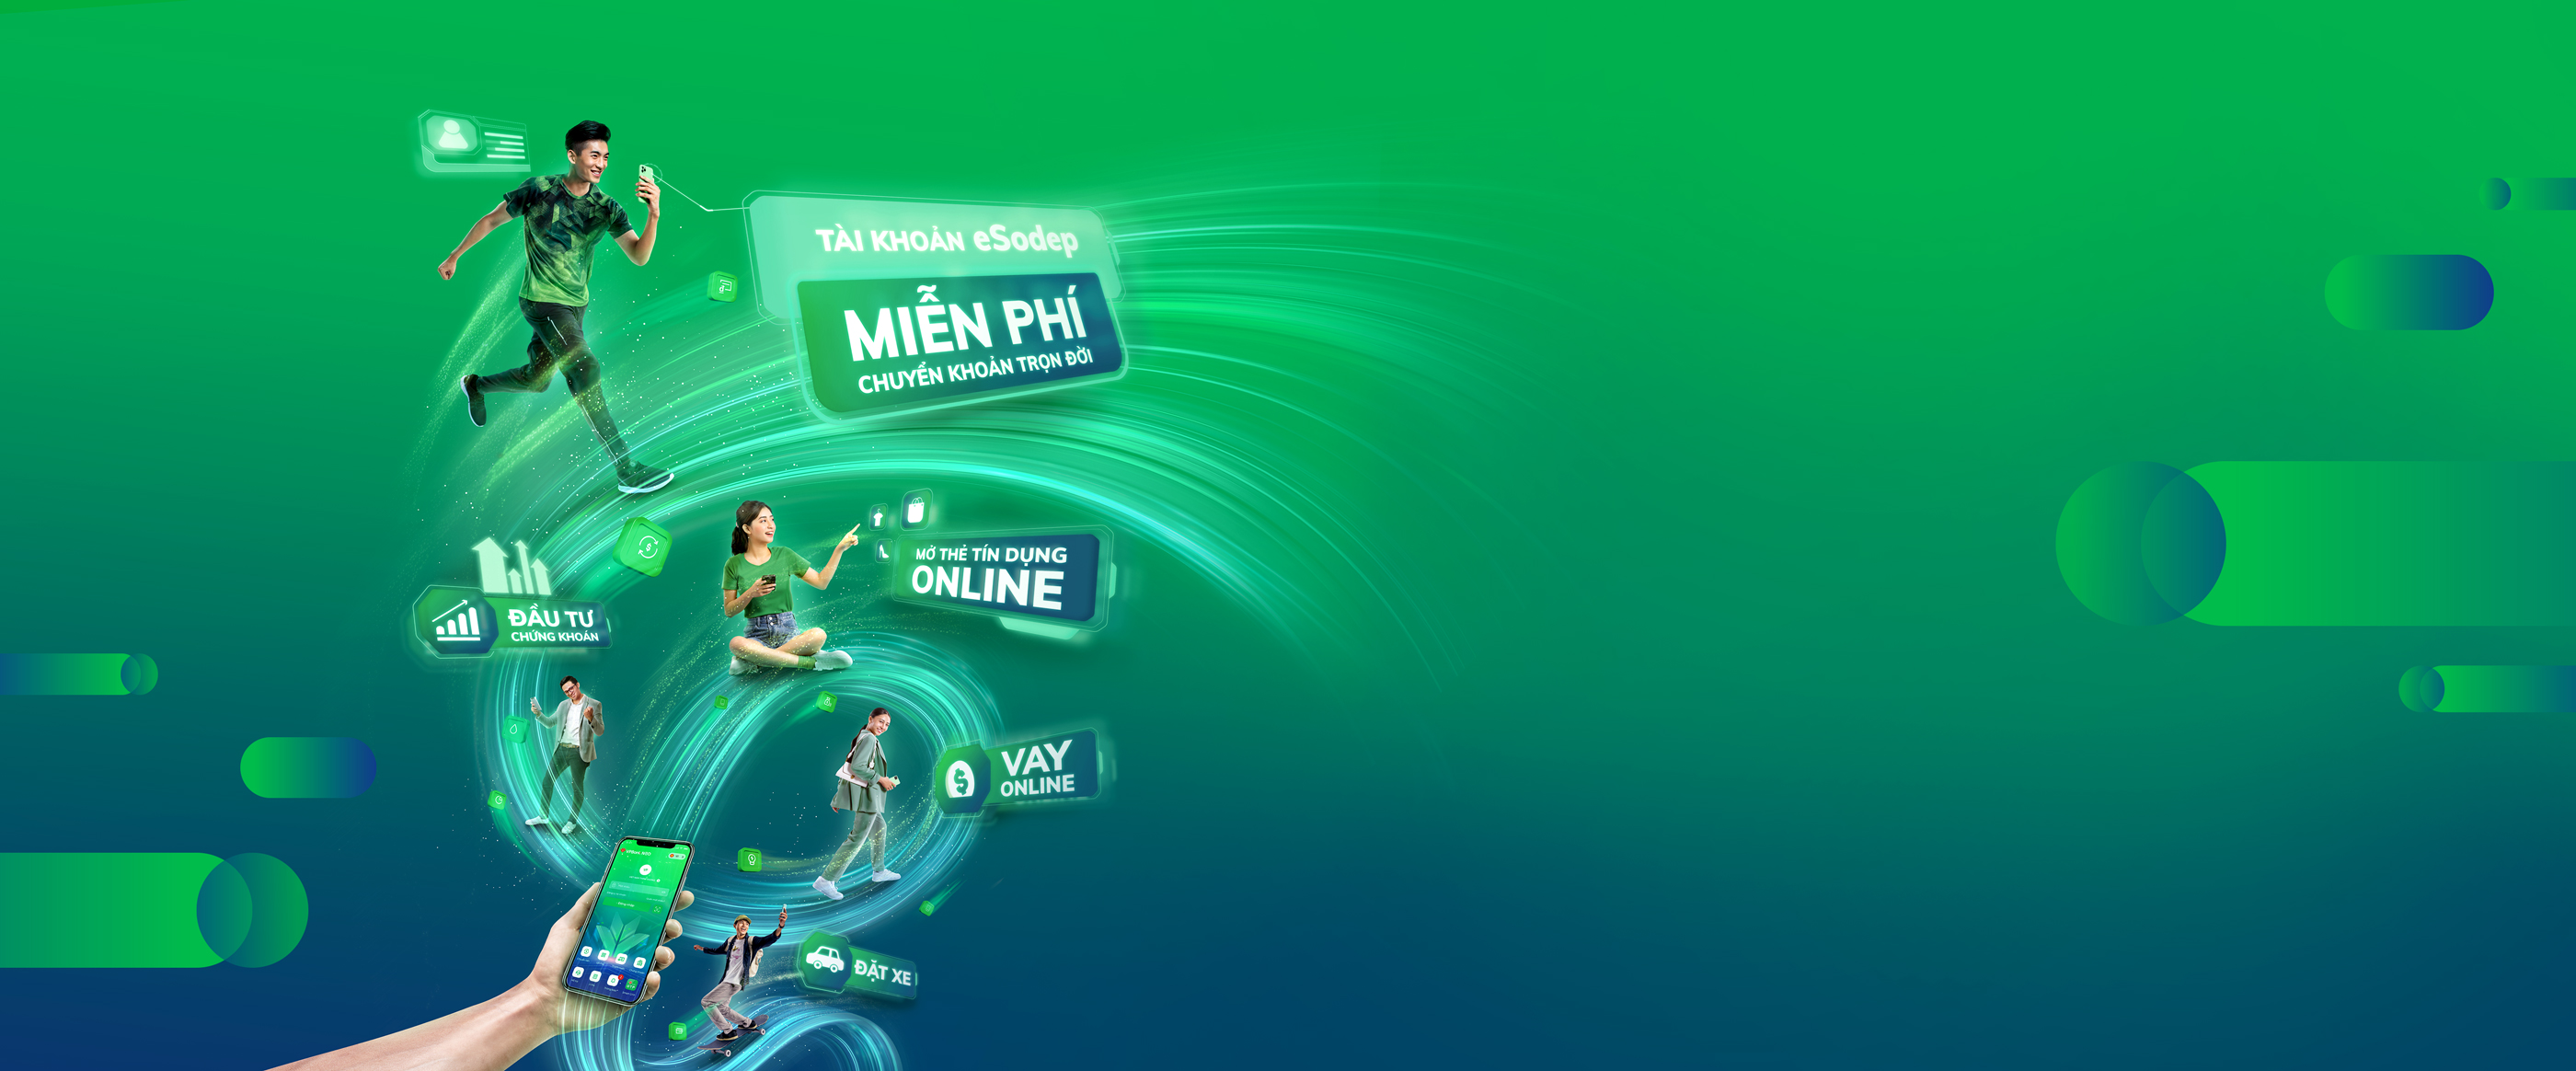 TÀI KHOẢN eSodep
MIỄN PHÍ
CHUYỂN KHOẢN TRỌN ĐỜI
MỞ THẺ TÍN DỤNG
ONLINE
VAY
ONLINE
ĐẦU TƯ
CHỨNG KHOÁN
ĐẶT XE